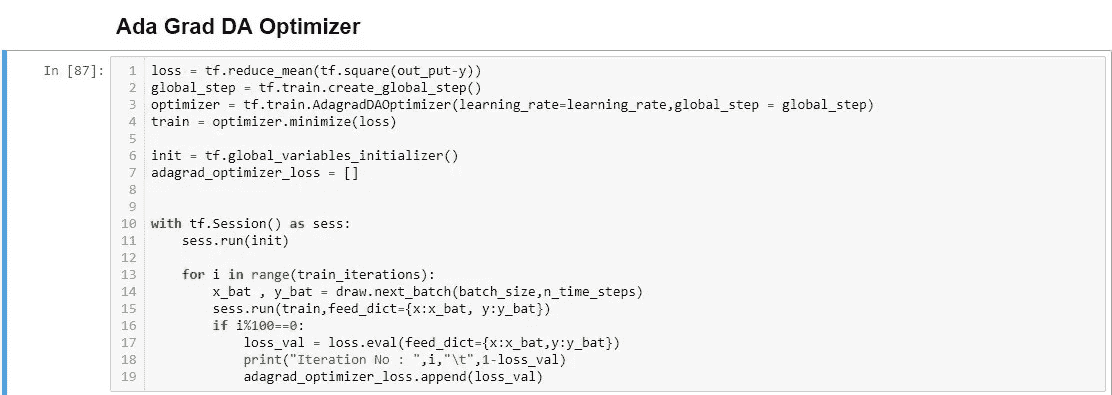 Ada Grad DA Optimizer
In [87]:
1 loss = tf.reduce_mean(tf.square(out_put-y))
2 global_step = tf.train.create_global_step()
3 optimizer = tf.train.AdagradDAOptimizer(learning_rate=learning_rate,global_step = global_step)
4 train = optimizer.minimize(loss)
5
6 init = tf.global_variables_initializer()
7 adagrad_optimizer_loss = []
8
9
10 with tf.Session() as sess:
11     sess.run(init)
12
13     for i in range(train_iterations):
14         x_bat , y_bat = draw.next_batch(batch_size,n_time_steps)
15         sess.run(train,feed_dict={x:x_bat, y:y_bat})
16         if i%100==0:
17             loss_val = loss.eval(feed_dict={x:x_bat,y:y_bat})
18             print("Iteration No : ",i,"\t",1-loss_val)
19             adagrad_optimizer_loss.append(loss_val)